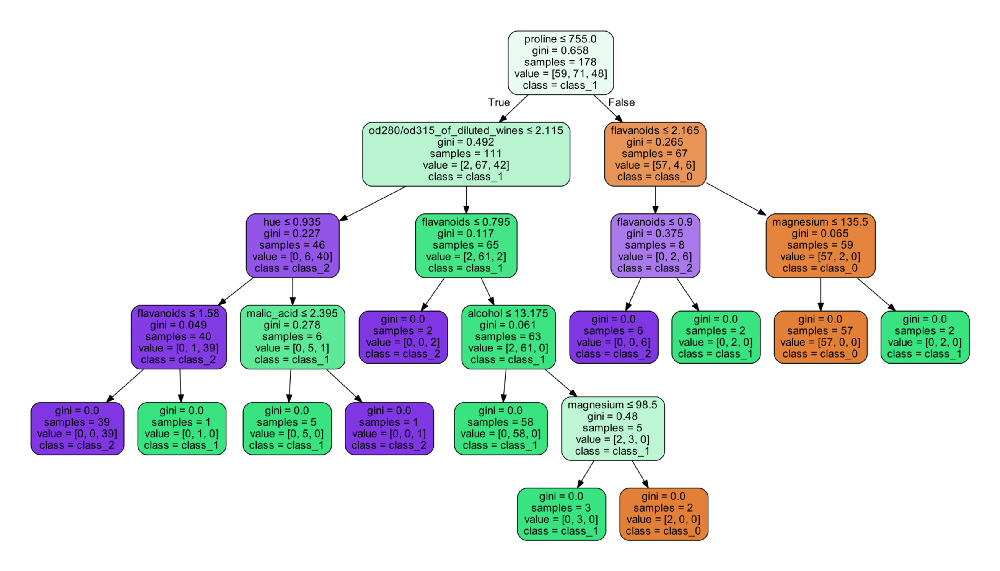 proline ≤ 755.0
gini = 0.658
samples = 178
value = [59, 71, 48]
class = class_1
True
False
od280/od315_of_diluted_wines ≤ 2.115
gini = 0.492
samples = 111
value = [2, 67, 42]
class = class_1
flavanoids ≤ 2.165
gini = 0.265
samples = 67
value = [57, 4, 6]
class = class_0
hue ≤ 0.935
gini = 0.227
samples = 46
value = [0, 6, 40]
class = class_2
flavanoids ≤ 0.795
gini = 0.117
samples = 65
value = [2, 61, 2]
class = class_1
flavanoids ≤ 0.9
gini = 0.375
samples = 8
value = [0, 2, 6]
class = class_2
magnesium ≤ 135.5
gini = 0.065
samples = 59
value = [57, 2, 0]
class = class_0
flavanoids ≤ 1.58
gini = 0.049
samples = 40
value = [0, 1, 39]
class = class_2
malic_acid ≤ 2.395
gini = 0.278
samples = 6
value = [0, 5, 1]
class = class_1
gini = 0.0
samples = 2
value = [0, 0, 2]
class = class_2
alcohol ≤ 13.175
gini = 0.061
samples = 63
value = [2, 61, 0]
class = class_1
gini = 0.0
samples = 6
value = [0, 0, 6]
class = class_2
gini = 0.0
samples = 2
value = [0, 2, 0]
class = class_1
gini = 0.0
samples = 57
value = [57, 0, 0]
class = class_0
gini = 0.0
samples = 2
value = [0, 2, 0]
class = class_1
gini = 0.0
samples = 39
value = [0, 0, 39]
class = class_2
gini = 0.0
samples = 1
value = [0, 1, 0]
class = class_1
gini = 0.0
samples = 5
value = [0, 5, 0]
class = class_1
gini = 0.0
samples = 1
value = [0, 0, 1]
class = class_2
gini = 0.0
samples = 58
value = [0, 58, 0]
class = class_1
magnesium ≤ 98.5
gini = 0.48
samples = 5
value = [2, 3, 0]
class = class_1
gini = 0.0
samples = 3
value = [0, 3, 0]
class = class_1
gini = 0.0
samples = 2
value = [2, 0, 0]
class = class_0